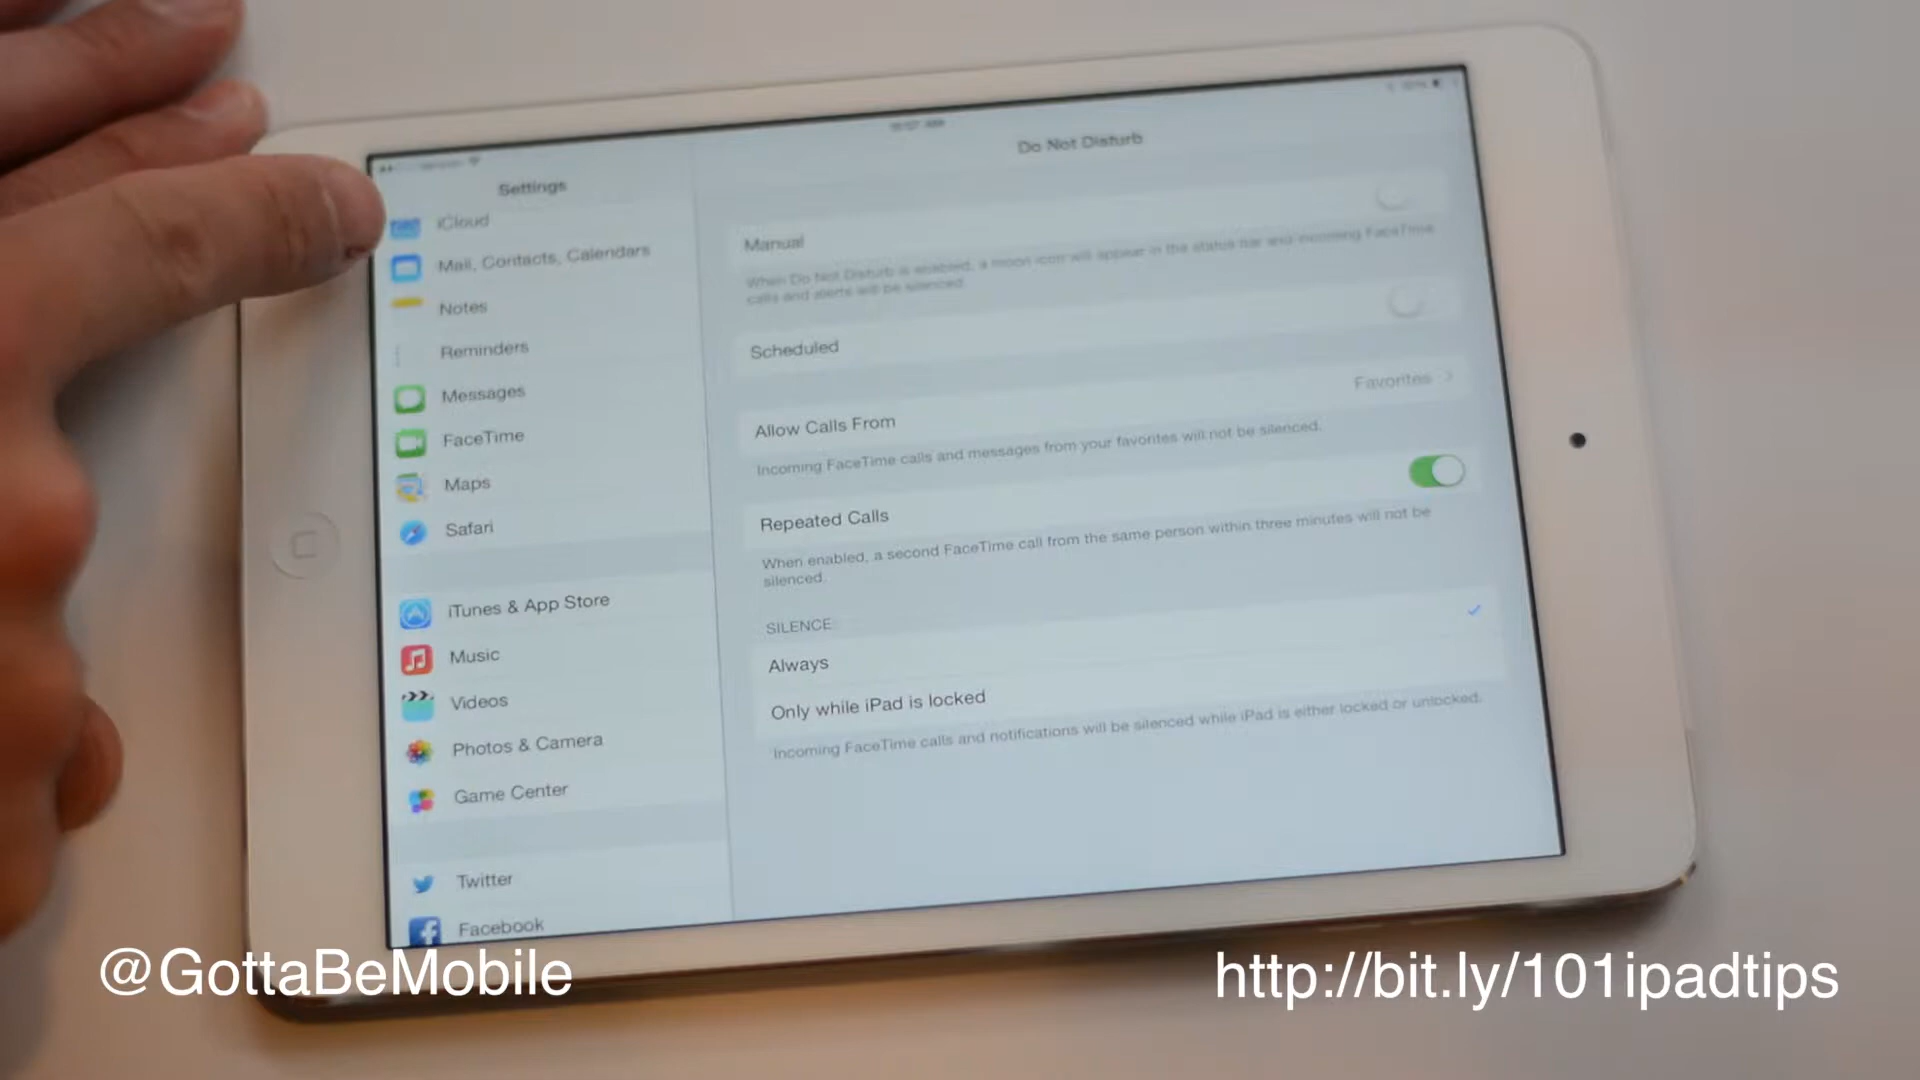 Settings
iCloud
Mail, Contacts, Calendars
Notes
Reminders
Messages
FaceTime
Maps
Safari
iTunes & App Store
Music
Videos
Photos & Camera
Game Center
Twitter
Facebook
Do Not Disturb
Manual
When Do Not Disturb is enabled, a moon icon will appear in the status bar and incoming FaceTime
calls and alerts will be silenced.
Scheduled
Allow Calls From
Favorites
Incoming FaceTime calls and messages from your favorites will not be silenced.
Repeated Calls
When enabled, a second FaceTime call from the same person within three minutes will not be
silenced.
SILENCE:
Always
Only while iPad is locked
Incoming FaceTime calls and notifications will be silenced while iPad is either locked or unlocked.
@GottaBeMobile
http://bit.ly/101ipadtips